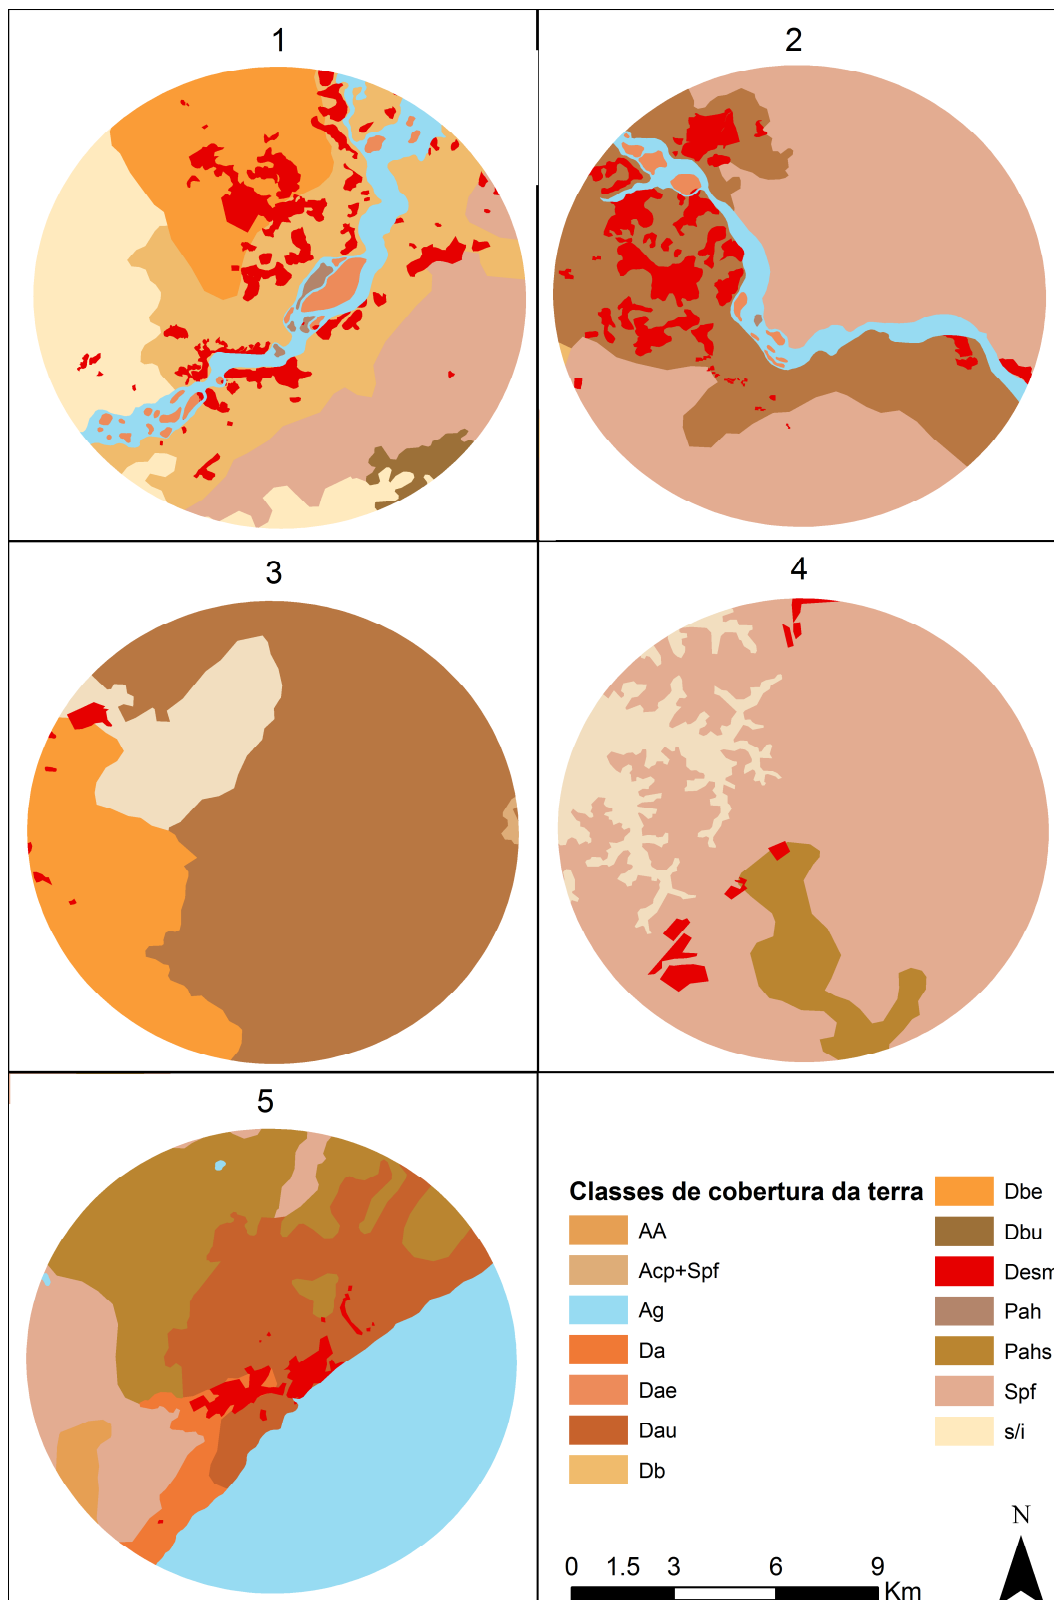 1
2
3
4
5
Classes de cobertura da terra
AA
Acp+Spf
Ag
Da
Dae
Dau
Db
Dbe
Dbu
Desm
Pah
Pahs
Spf
s/i
N
0 1.5 3 6 9
Km